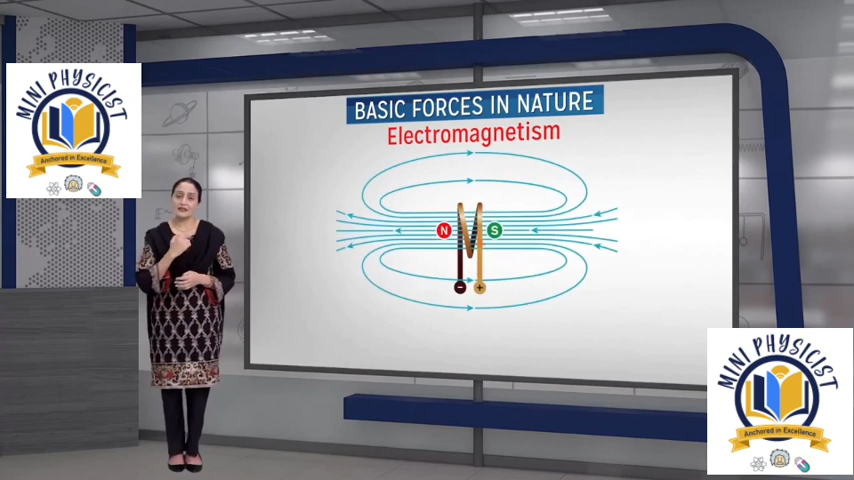 MINI PHYSICIST
Anchored in Excellence
BASIC FORCES IN NATURE
Electromagnetism
N
S
-
+
MINI PHYSICIST
Anchored in Excellence